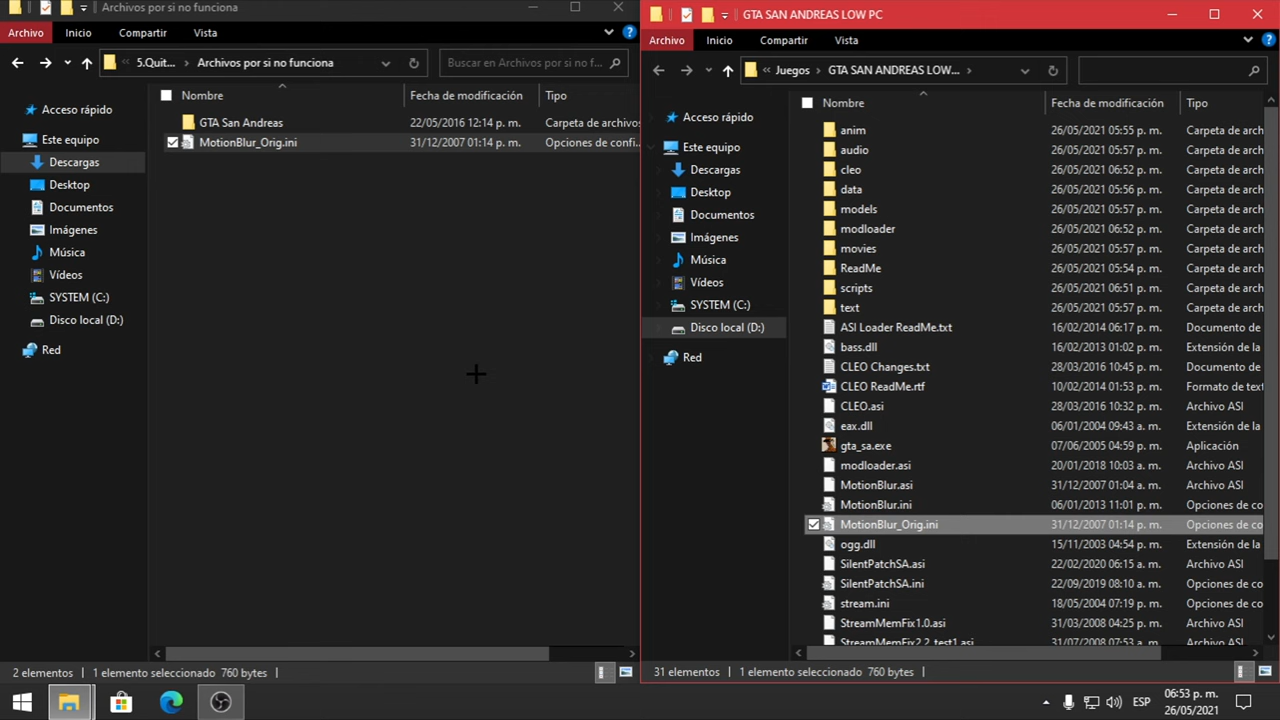 Archivos por si no funciona
Archivo Inicio Compartir Vista
5.Quit... Archivos por si no funciona
Buscar en Archivos por si no f...
Nombre Fecha de modificación Tipo
GTA San Andreas 22/05/2016 12:14 p. m. Carpeta de archivos
MotionBlur_Orig.ini 31/12/2007 01:14 p. m. Opciones de confi...
Acceso rápido
Este equipo
Descargas
Desktop
Documentos
Imágenes
Música
Vídeos
SYSTEM (C:)
Disco local (D:)
Red
2 elementos 1 elemento seleccionado 760 bytes
GTA SAN ANDREAS LOW PC
Archivo Inicio Compartir Vista
« Juegos GTA SAN ANDREAS LOW...
Acceso rápido
Este equipo
Descargas
Desktop
Documentos
Imágenes
Música
Vídeos
SYSTEM (C:)
Disco local (D:)
Red
Nombre Fecha de modificación Tipo
anim 26/05/2021 05:55 p. m. Carpeta de arch
audio 26/05/2021 05:55 p. m. Carpeta de arch
cleo 26/05/2021 06:52 p. m. Carpeta de arch
data 26/05/2021 05:56 p. m. Carpeta de arch
models 26/05/2021 05:57 p. m. Carpeta de arch
modloader 26/05/2021 06:52 p. m. Carpeta de arch
movies 26/05/2021 05:57 p. m. Carpeta de arch
ReadMe 26/05/2021 05:54 p. m. Carpeta de arch
scripts 26/05/2021 06:51 p. m. Carpeta de arch
text 26/05/2021 05:57 p. m. Carpeta de arch
ASI Loader ReadMe.txt 16/02/2014 06:17 p. m. Documento de
bass.dll 16/02/2013 01:02 p. m. Extensión de la
CLEO Changes.txt 28/03/2016 10:45 p. m. Documento de
CLEO ReadMe.rtf 10/02/2014 01:53 p. m. Formato de text
CLEO.asi 28/03/2016 10:32 p. m. Archivo ASI
eax.dll 06/01/2004 09:43 a. m. Extensión de la
gta_sa.exe 07/06/2005 04:59 p. m. Aplicación
modloader.asi 20/01/2018 10:03 a. m. Archivo ASI
MotionBlur.asi 31/12/2007 01:04 a. m. Archivo ASI
MotionBlur.ini 06/01/2013 11:01 p. m. Opciones de co
MotionBlur_Orig.ini 31/12/2007 01:14 p. m. Opciones de co
ogg.dll 15/11/2003 04:54 p. m. Extensión de la
SilentPatchSA.asi 22/02/2020 06:15 a. m. Archivo ASI
SilentPatchSA.ini 22/09/2019 08:10 a. m. Opciones de co
stream.ini 18/05/2004 07:19 p. m. Opciones de co
StreamMemFix1.0.asi 31/03/2008 04:25 p. m. Archivo ASI
StreamMemFix2.2_test1.asi 31/07/2008 07:53 a. m. Archivo ASI
31 elementos 1 elemento seleccionado 760 bytes
ESP
06:53 p. m.
26/05/2021